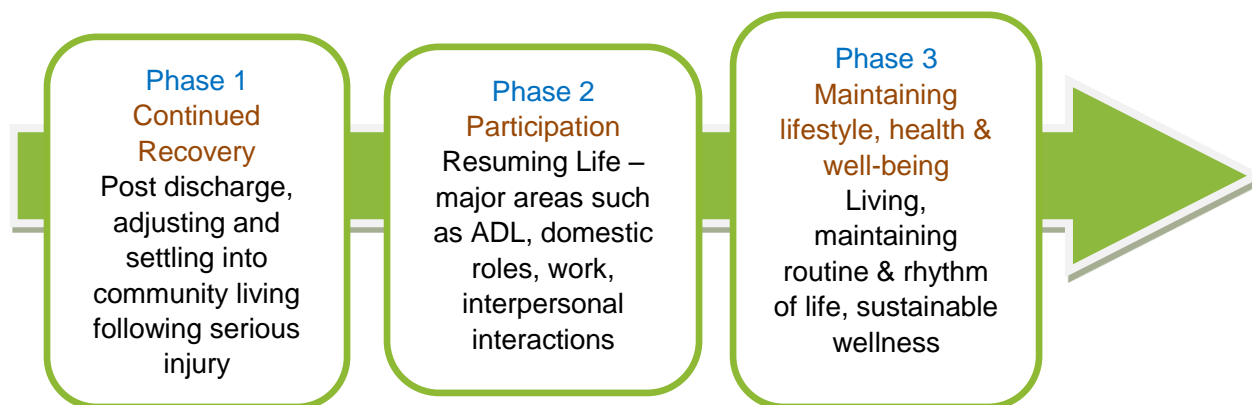 Phase 1
Continued
Recovery
Post discharge,
adjusting and
settling into
community living
following serious
injury
Phase 2
Participation
Resuming Life –
major areas such
as ADL, domestic
roles, work,
interpersonal
interactions
Phase 3
Maintaining
lifestyle, health &
well-being
Living,
maintaining
routine & rhythm
of life, sustainable
wellness